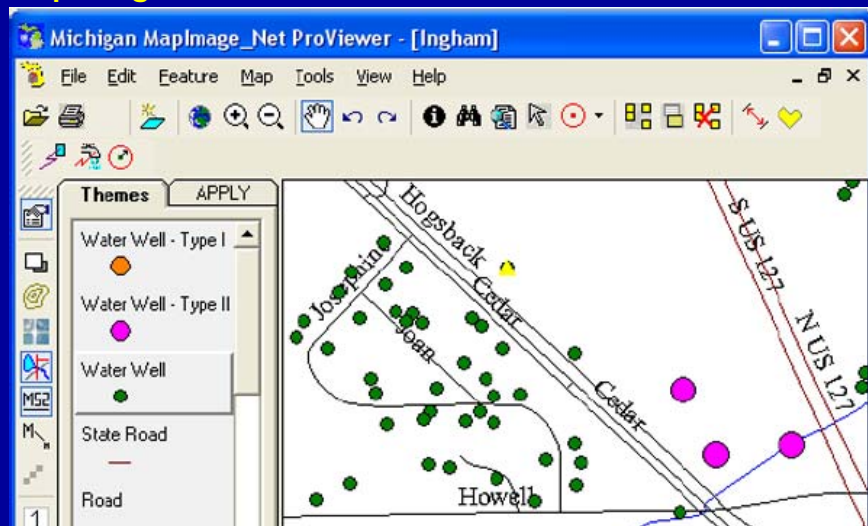 Michigan MapImage_Net ProViewer - [Ingham]
File Edit Feature Map Tools View Help
Themes APPLY
Water Well - Type I
Water Well - Type II
Water Well
State Road
Road
MS2
M
1
Hogsback
Cedar
Josephine
Joan
Cedar
Howell
S US 127
N US 127